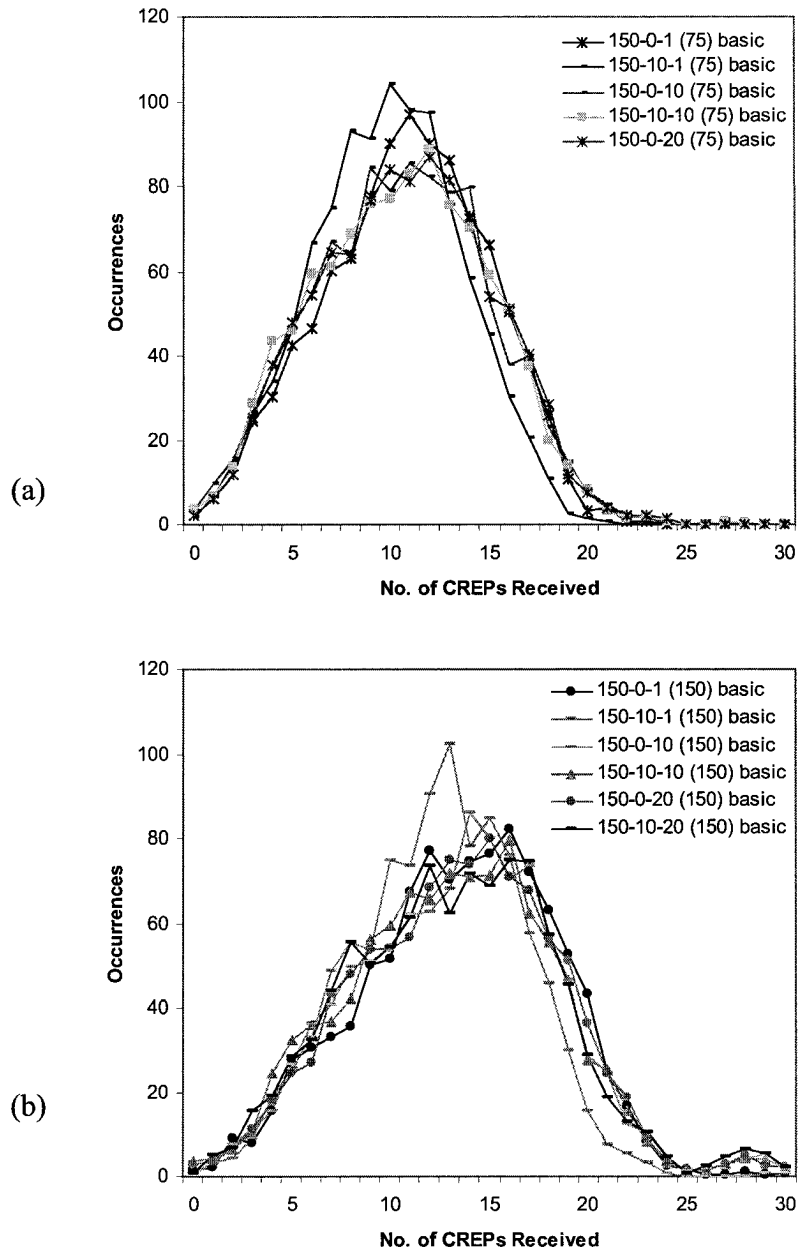 120
100
80
60
40
20
0
Occurrences
150-0-1 (75) basic
150-10-1 (75) basic
150-0-10 (75) basic
150-10-10 (75) basic
150-0-20 (75) basic
(a)
0 5 10 15 20 25 30
No. of CREPs Received
120
100
80
60
40
20
0
Occurrences
150-0-1 (150) basic
150-10-1 (150) basic
150-0-10 (150) basic
150-10-10 (150) basic
150-0-20 (150) basic
150-10-20 (150) basic
(b)
0 5 10 15 20 25 30
No. of CREPs Received